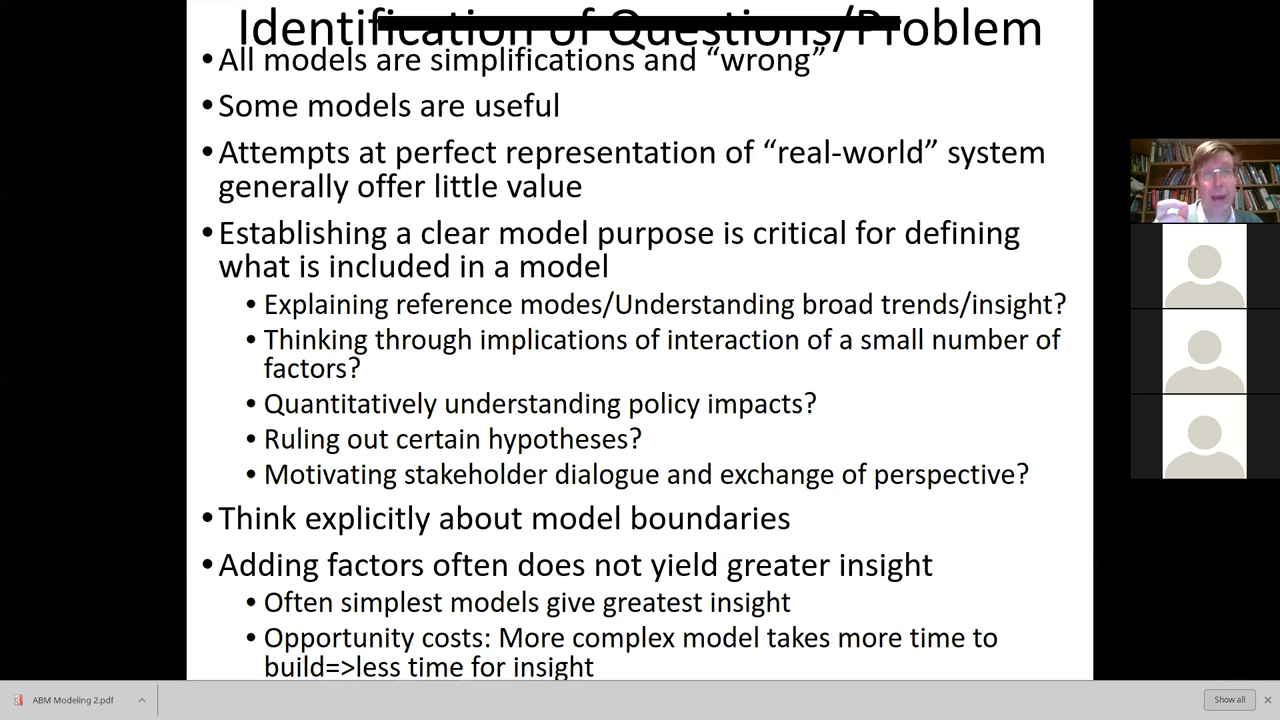 Identification of Questions/Problem
•All models are simplifications and “wrong”
•Some models are useful
•Attempts at perfect representation of “real-world” system
generally offer little value
•Establishing a clear model purpose is critical for defining
what is included in a model
• Explaining reference modes/Understanding broad trends/insight?
• Thinking through implications of interaction of a small number of
factors?
• Quantitatively understanding policy impacts?
• Ruling out certain hypotheses?
• Motivating stakeholder dialogue and exchange of perspective?
•Think explicitly about model boundaries
•Adding factors often does not yield greater insight
• Often simplest models give greatest insight
• Opportunity costs: More complex model takes more time to
build=>less time for insight
ABM Modeling 2.pdf
Show all